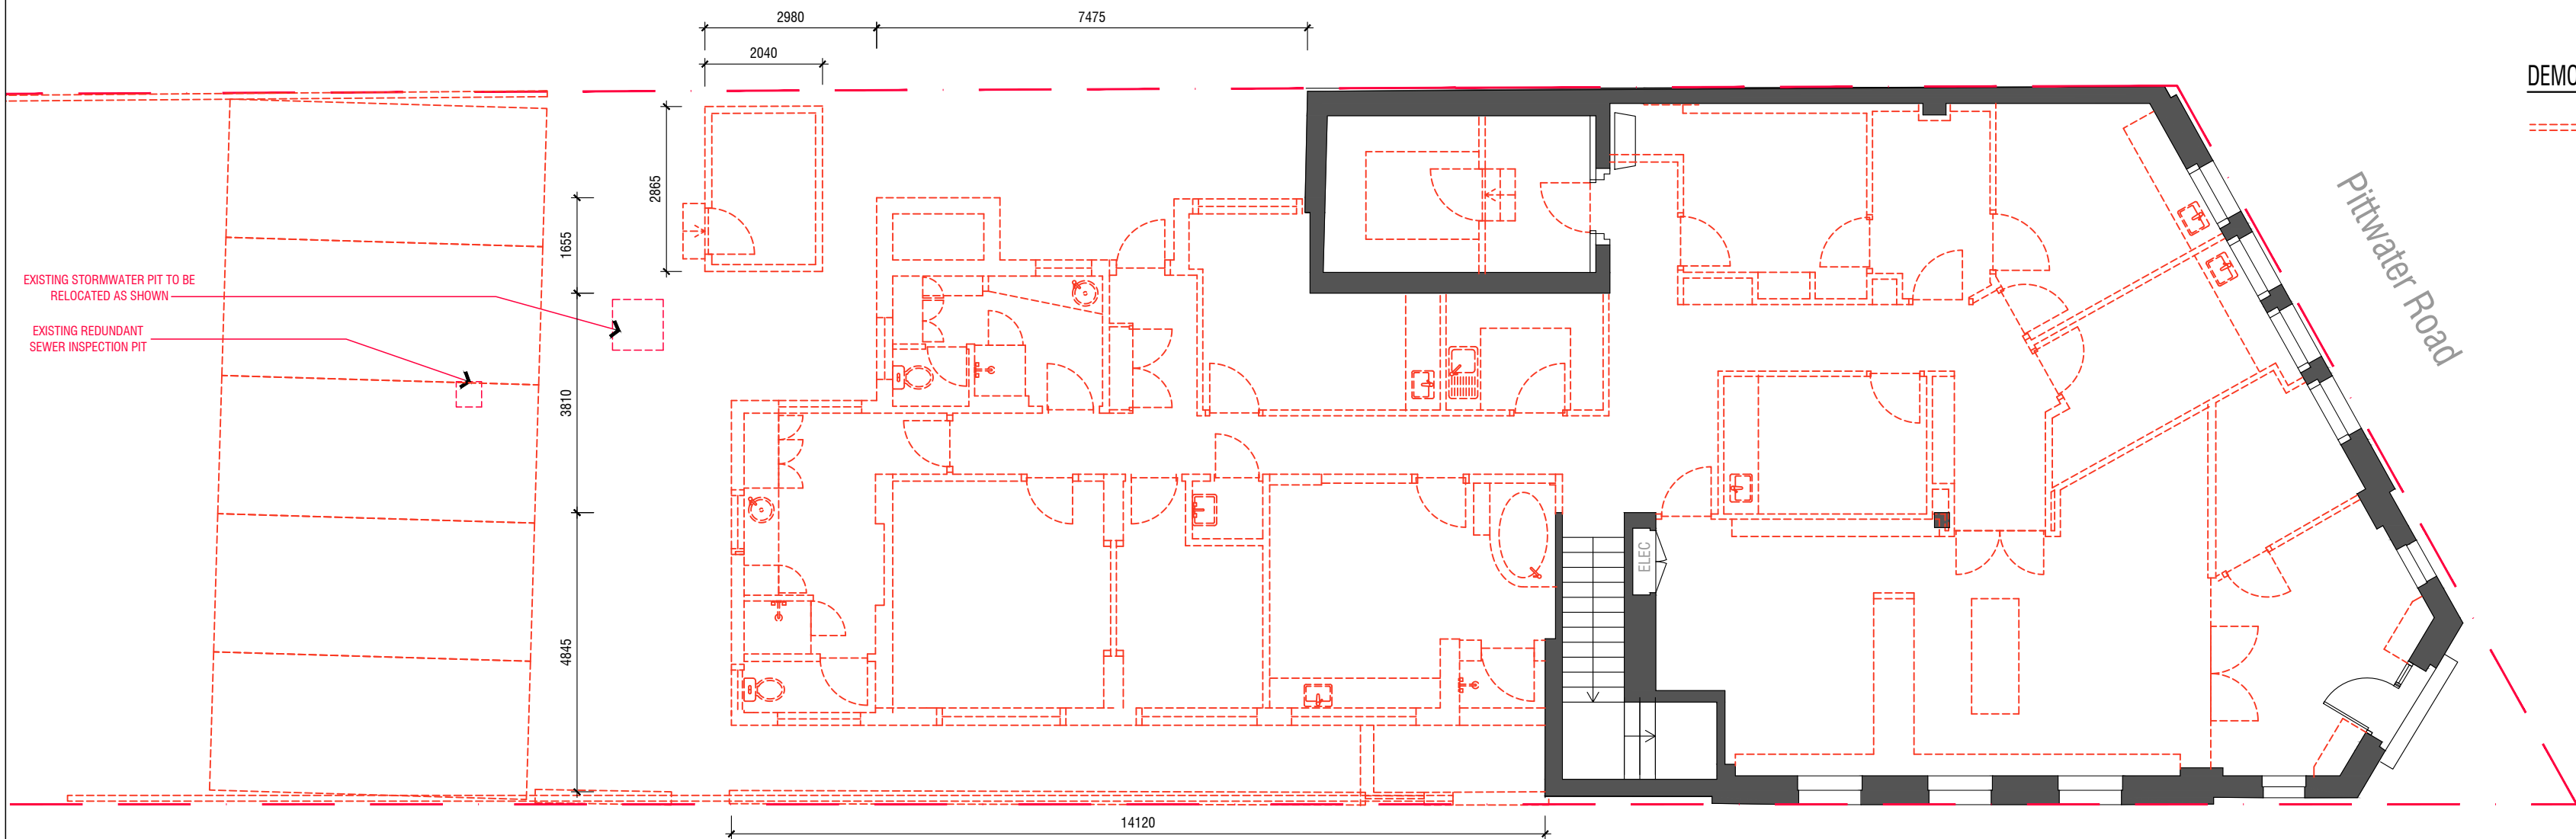 2980
7475
2040
DEMO
2865
1655
Pittwater Road
EXISTING STORMWATER PIT TO BE
RELOCATED AS SHOWN
EXISTING REDUNDANT
SEWER INSPECTION PIT
3810
ELEC
4845
14120